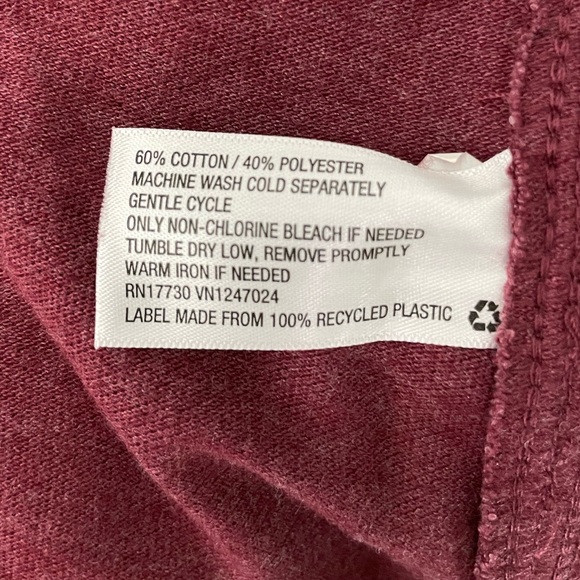 60% COTTON / 40% POLYESTER
MACHINE WASH COLD SEPARATELY
GENTLE CYCLE
ONLY NON-CHLORINE BLEACH IF NEEDED
TUMBLE DRY LOW, REMOVE PROMPTLY
WARM IRON IF NEEDED
RN17730 VN1247024
LABEL MADE FROM 100% RECYCLED PLASTIC